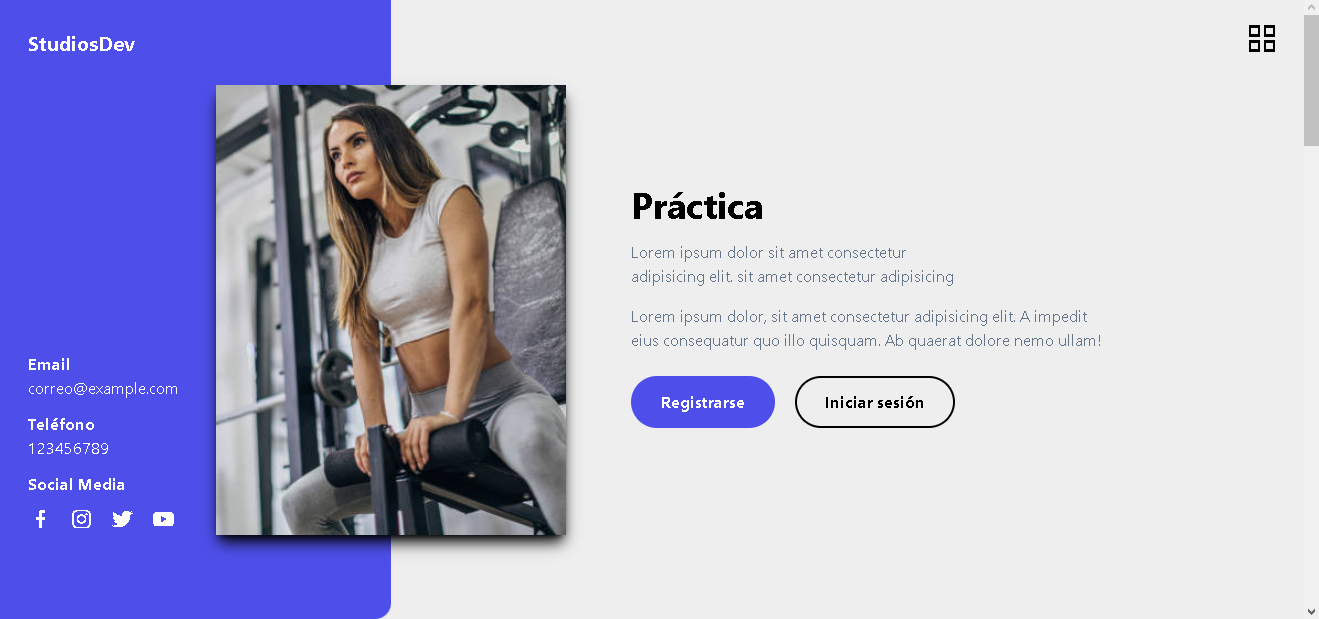 StudiosDev
Práctica
Lorem ipsum dolor sit amet consectetur
adipisicing elit. sit amet consectetur adipisicing
Lorem ipsum dolor, sit amet consectetur adipisicing elit. A impedit
eius consequatur quo illo quisquam. Ab quaerat dolore nemo ullam!
Registrarse
Iniciar sesión
Email
correo@example.com
Teléfono
123456789
Social Media